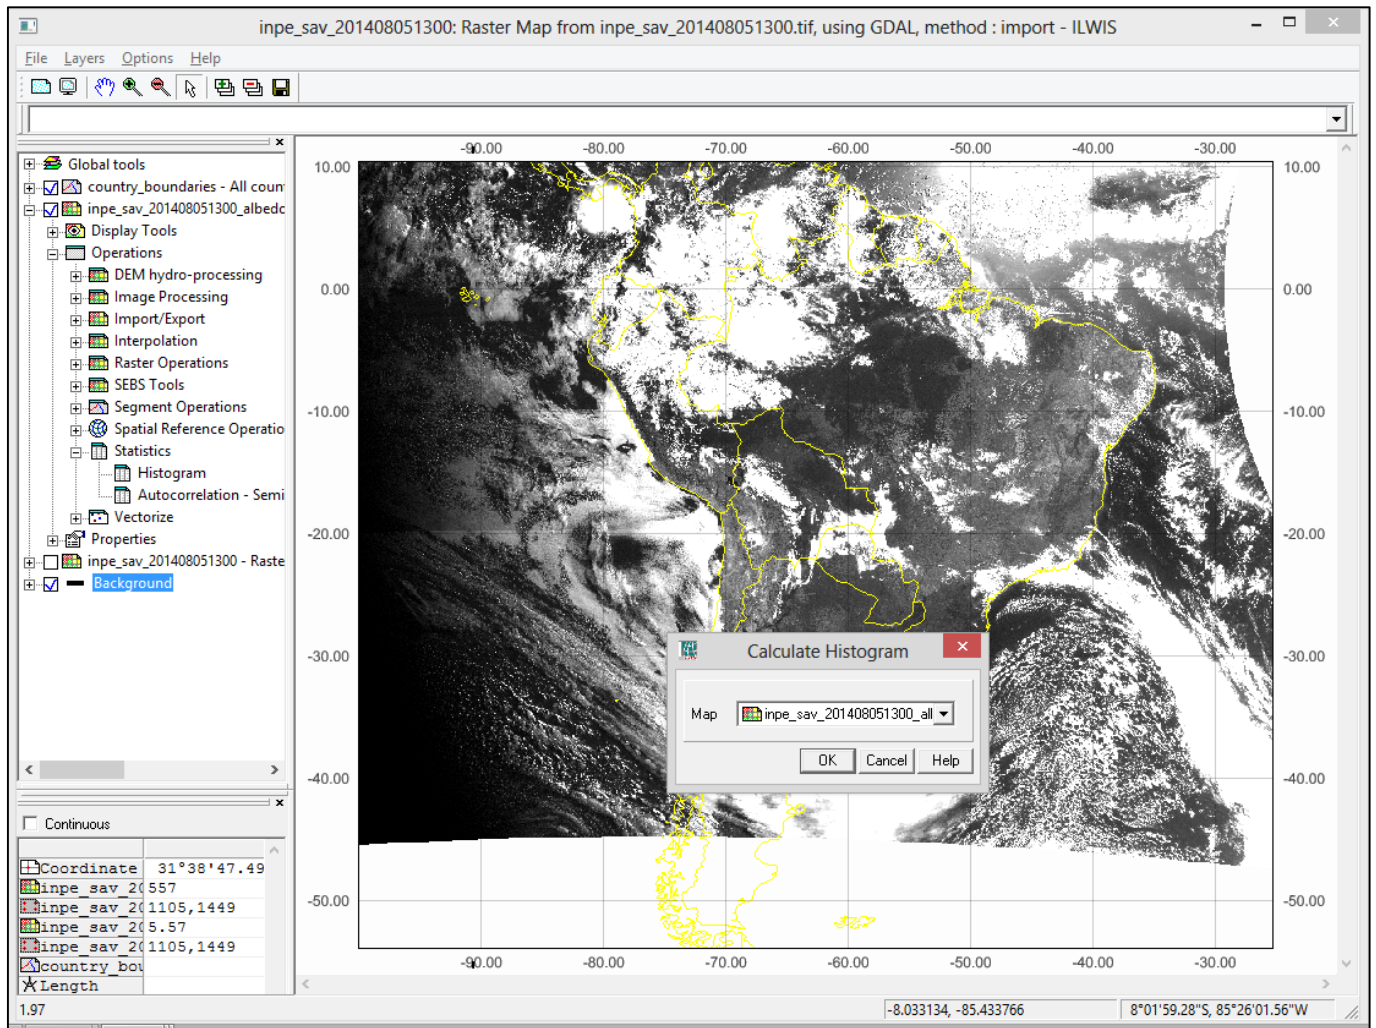 inpe_sav_201408051300: Raster Map from inpe_sav_201408051300.tif, using GDAL, method : import - ILWIS
File Layers Options Help
Global tools
country_boundaries - All coun
inpe_sav_201408051300_albedo
Display Tools
Operations
DEM hydro-processing
Image Processing
Import/Export
Interpolation
Raster Operations
SEBS Tools
Segment Operations
Spatial Reference Operatio
Statistics
Histogram
Autocorrelation - Semi
Vectorize
Properties
inpe_sav_201408051300 - Raste
Background
-90.00 -80.00 -70.00 -60.00 -50.00 -40.00 -30.00
10.00 10.00
0.00 0.00
-10.00 -10.00
-20.00 -20.00
-30.00 -30.00
-40.00 -40.00
-50.00 -50.00
-90.00 -80.00 -70.00 -60.00 -50.00 -40.00 -30.00
Calculate Histogram
Map inpe_sav_201408051300_all
OK Cancel Help
Continuous
Coordinate 31°38'47.49
inpe_sav_20 557
inpe_sav_20 1105,1449
inpe_sav_20 5.57
inpe_sav_20 1105,1449
country_bou
Length
1.97 -8.033134, -85.433766 8°01'59.28"S, 85°26'01.56"W